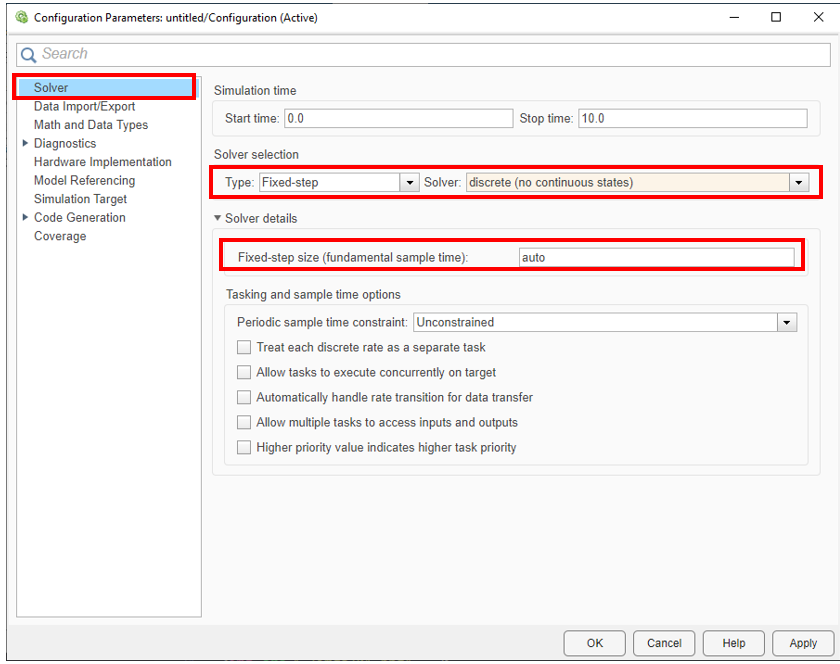 Configuration Parameters: untitled/Configuration (Active)
Search
Solver
Data Import/Export
Math and Data Types
Diagnostics
Hardware Implementation
Model Referencing
Simulation Target
Code Generation
Coverage
Simulation time
Start time: 0.0 Stop time: 10.0
Solver selection
Type: Fixed-step Solver: discrete (no continuous states)
Solver details
Fixed-step size (fundamental sample time): auto
Tasking and sample time options
Periodic sample time constraint: Unconstrained
Treat each discrete rate as a separate task
Allow tasks to execute concurrently on target
Automatically handle rate transition for data transfer
Allow multiple tasks to access inputs and outputs
Higher priority value indicates higher task priority
OK Cancel Help Apply